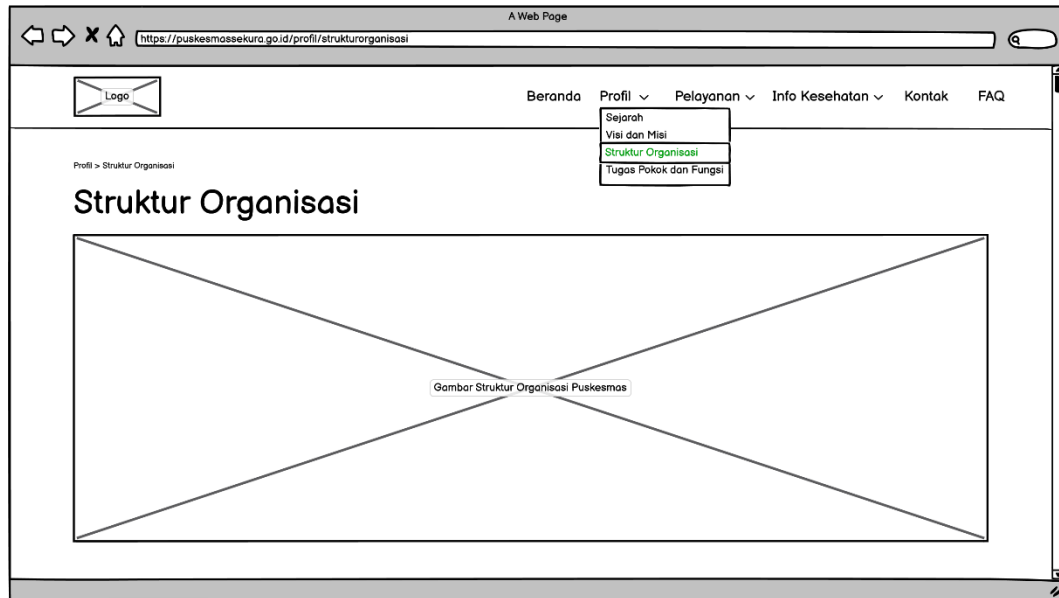 A Web Page
https://puskesmassekura.go.id/profil/strukturorganisasi
Logo
Beranda Profil Pelayanan Info Kesehatan Kontak FAQ
Sejarah
Visi dan Misi
Struktur Organisasi
Tugas Pokok dan Fungsi
Profil > Struktur Organisasi
Struktur Organisasi
Gambar Struktur Organisasi Puskesmas